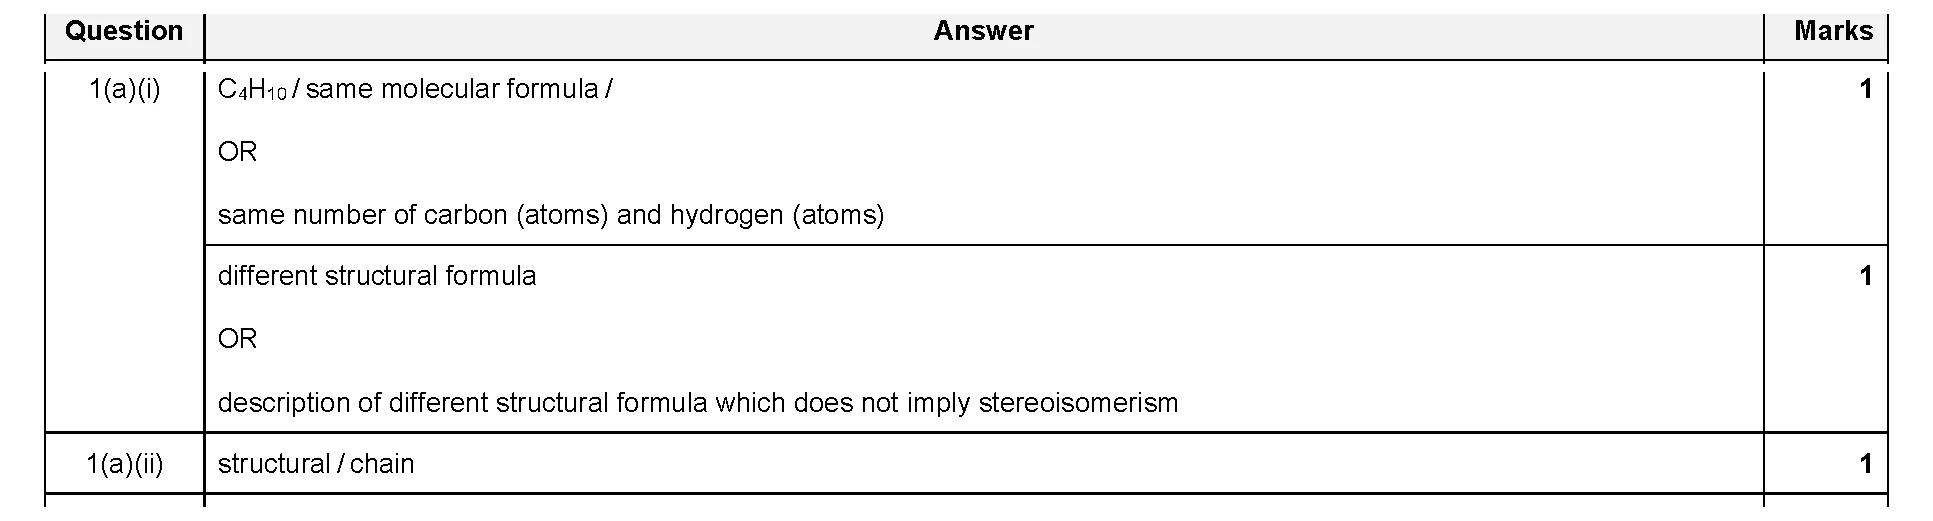 Question Answer Marks
1(a)(i) C₄H₁₀ / same molecular formula / 1
OR
same number of carbon (atoms) and hydrogen (atoms)
different structural formula 1
OR
description of different structural formula which does not imply stereoisomerism
1(a)(ii) structural / chain 1